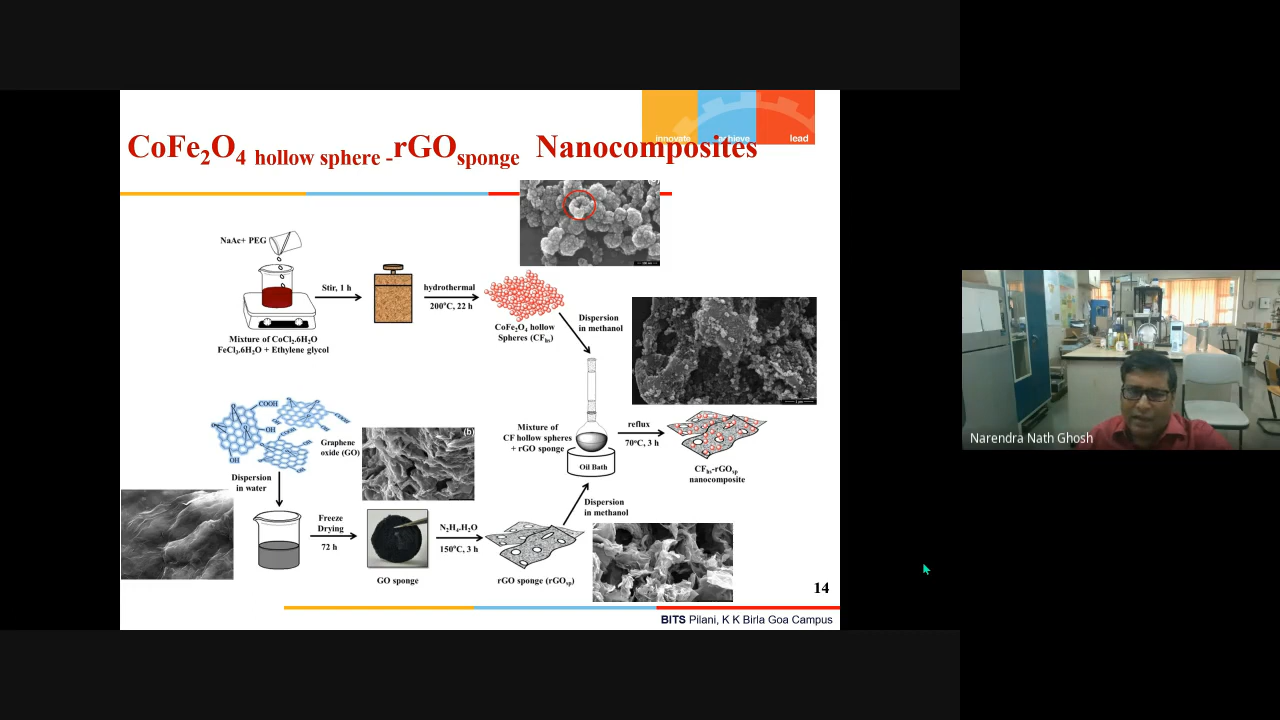 innovate achieve lead
CoFe2O4 hollow sphere -rGOsponge Nanocomposites
NaAc+ PEG
Stir, 1 h
hydrothermal
200°C, 22 h
Mixture of CoCl2.6H2O
FeCl3.6H2O + Ethylene glycol
CoFe2O4 hollow
Spheres (CFhs)
Dispersion
in methanol
COOH
COOH
COOH
OH
OH
Graphene
oxide (GO)
Dispersion
in water
(b)
Mixture of
CF hollow spheres
+ rGO sponge
Oil Bath
reflux
70°C, 3 h
CFhs-rGOsp
nanocomposite
Freeze
Drying
72 h
GO sponge
N2H4.H2O
150°C, 3 h
Dispersion
in methanol
rGO sponge (rGOsp)
14
BITS Pilani, K K Birla Goa Campus
Narendra Nath Ghosh